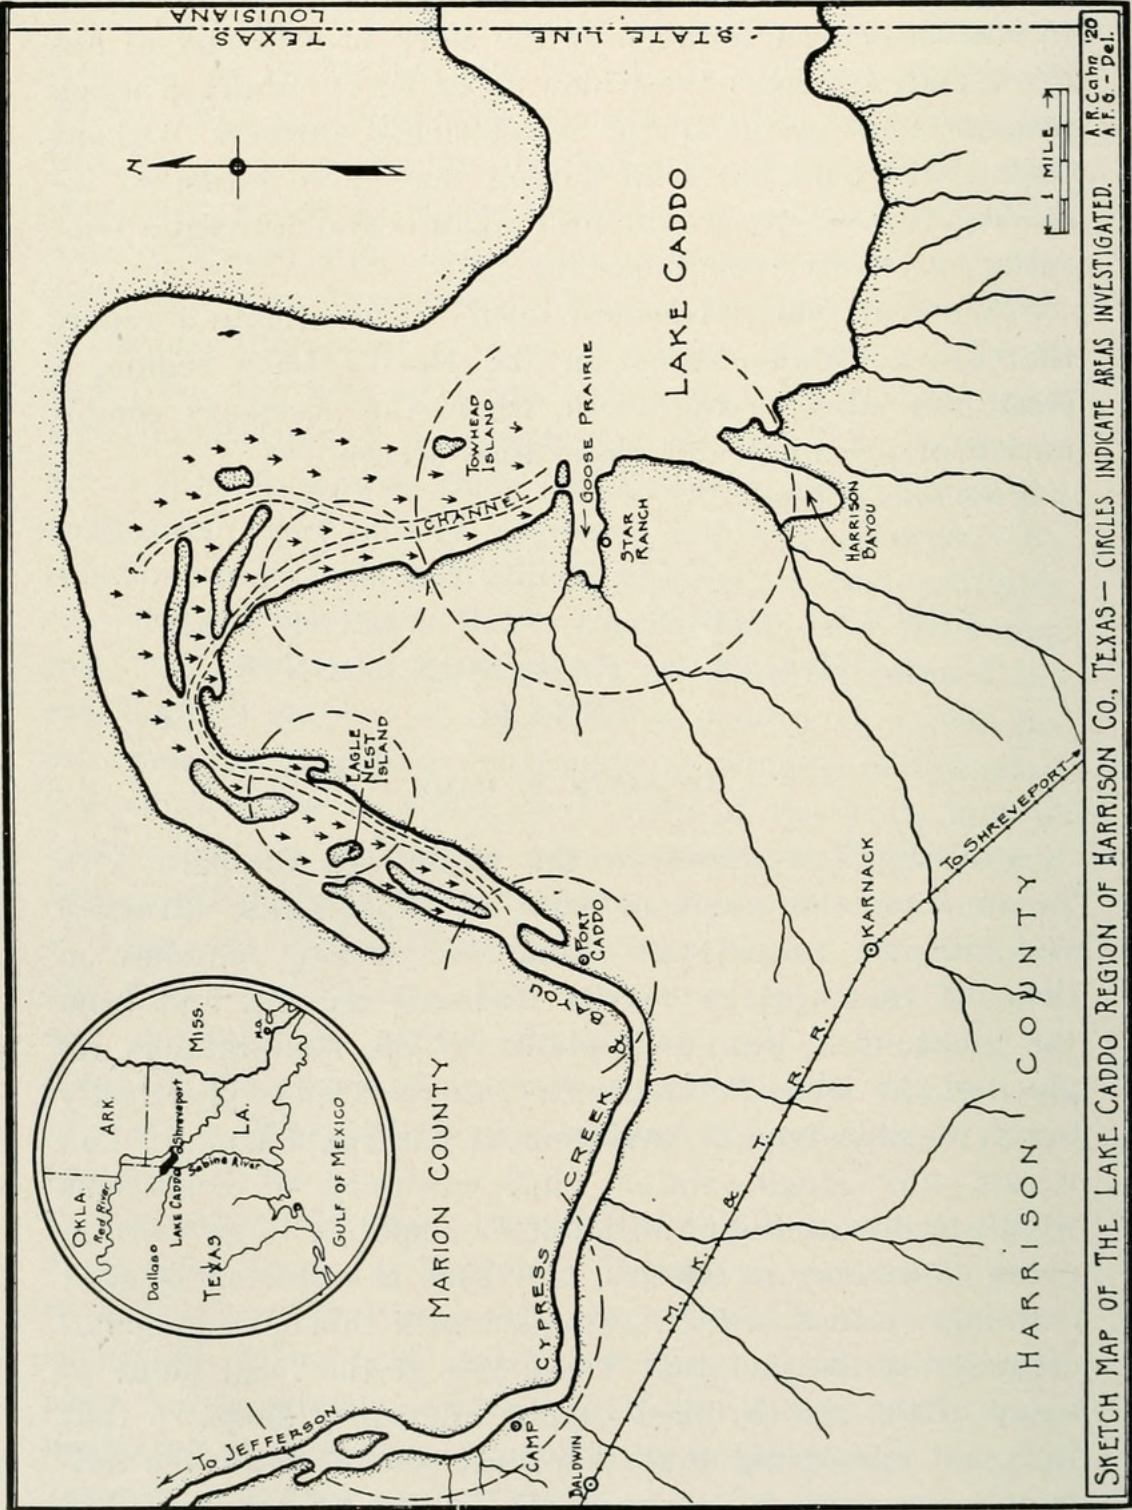 TEXAS
LOUISIANA
STATE LINE
N
LAKE CADDO
TOWHEAD
ISLAND
CHANNEL
GOOSE PRAIRIE
STAR
RANCH
HARRISON
BAYOU
?
EAGLE
NEST
ISLAND
PORT
CADDO
KARNACK
TO SHREVEPORT
M. K. & T. R. R.
CYPRESS CREEK & BAYOU
MARION COUNTY
HARRISON COUNTY
TO JEFFERSON
CAMP
BALDWIN
OKLA.
ARK.
MISS.
Red River
Dallas
LAKE CADDO
Shreveport
TEXAS
Sabine River
LA.
N.O.
GULF OF MEXICO
1 MILE
SKETCH MAP OF THE LAKE CADDO REGION OF HARRISON CO., TEXAS — CIRCLES INDICATE AREAS INVESTIGATED.
A.R. Cahn '20
A.F.G. - Del.